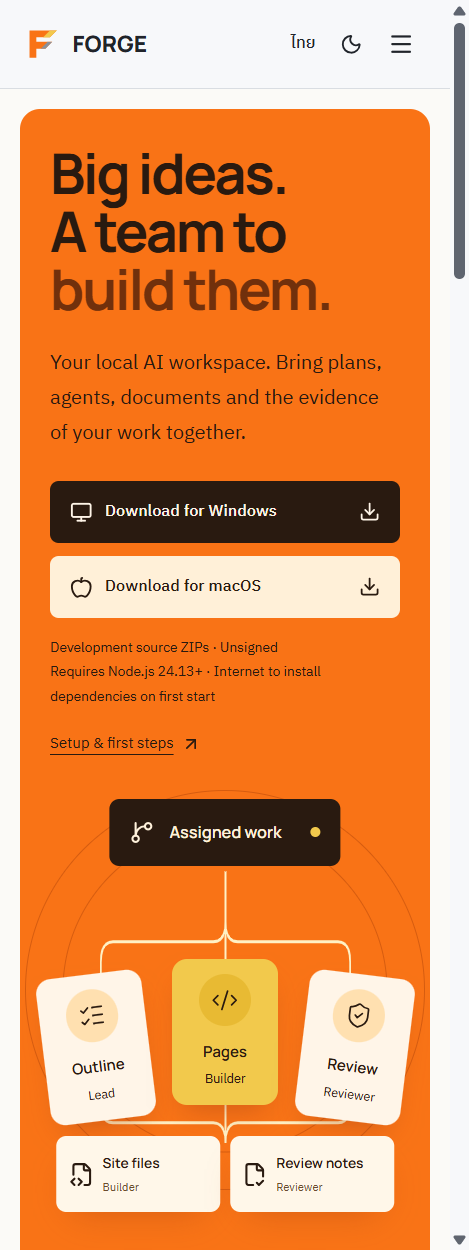 FORGE
ไทย
Big ideas.
A team to
build them.
Your local AI workspace. Bring plans,
agents, documents and the evidence
of your work together.
Download for Windows
Download for macOS
Development source ZIPs · Unsigned
Requires Node.js 24.13+ · Internet to install
dependencies on first start
Setup & first steps
Assigned work
Outline
Lead
Pages
Builder
Review
Reviewer
Site files
Builder
Review notes
Reviewer